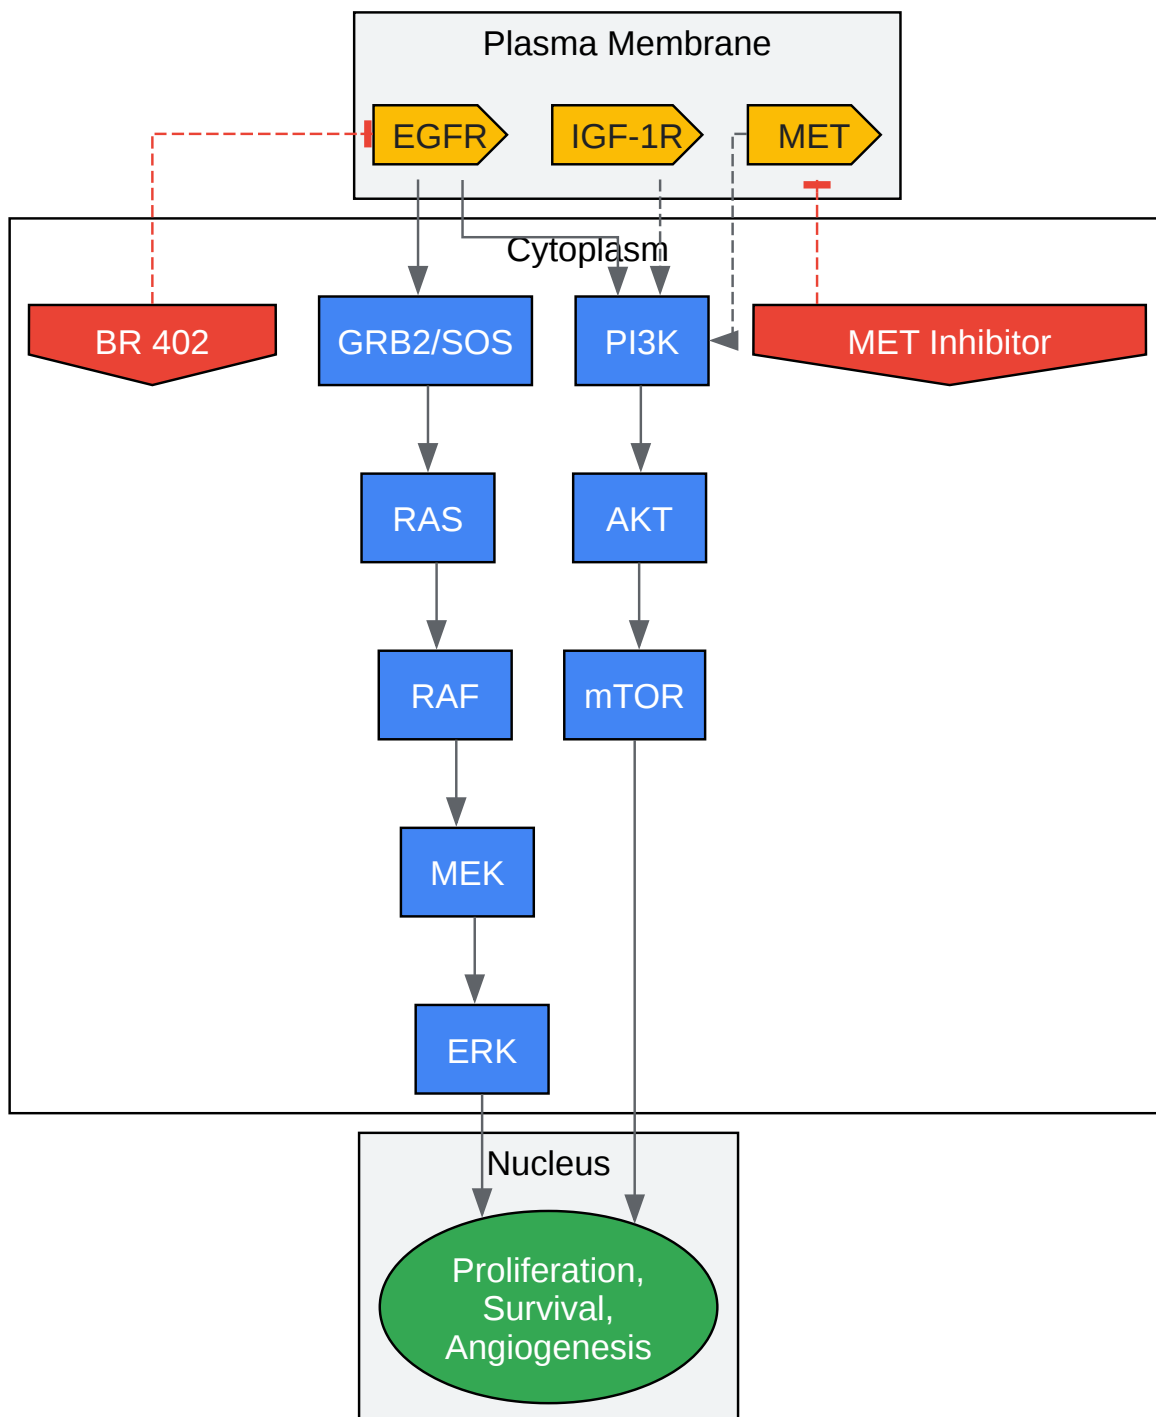 Plasma Membrane
EGFR
IGF-1R
MET
Cytoplasm
BR 402
GRB2/SOS
PI3K
MET Inhibitor
RAS
AKT
RAF
mTOR
MEK
ERK
Nucleus
Proliferation,
Survival,
Angiogenesis